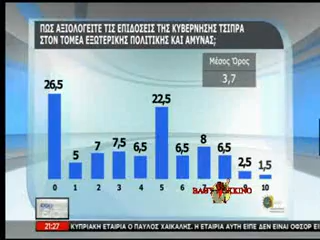 ΠΩΣ ΑΞΙΟΛΟΓΕΙΤΕ ΤΙΣ ΕΠΙΔΟΣΕΙΣ ΤΗΣ ΚΥΒΕΡΝΗΣΗΣ ΤΣΙΠΡΑ
ΣΤΟΝ ΤΟΜΕΑ ΕΞΩΤΕΡΙΚΗΣ ΠΟΛΙΤΙΚΗΣ ΚΑΙ ΑΜΥΝΑΣ;
Μέσος Όρος
3,7
26,5 5 7 7,5 6,5 22,5 6,5 8 6,5 2,5 1,5
0 1 2 3 4 5 6 7 8 9 10
21:27 ΚΥΠΡΙΑΚΗ ΕΤΑΙΡΙΑ Ο ΠΑΥΛΟΣ ΧΑΙΚΑΛΗΣ. Η ΕΤΑΙΡΙΑ ΑΥΤΗ ΕΙΠΕ ΔΕΝ ΕΙΝΑΙ OFFSHOR